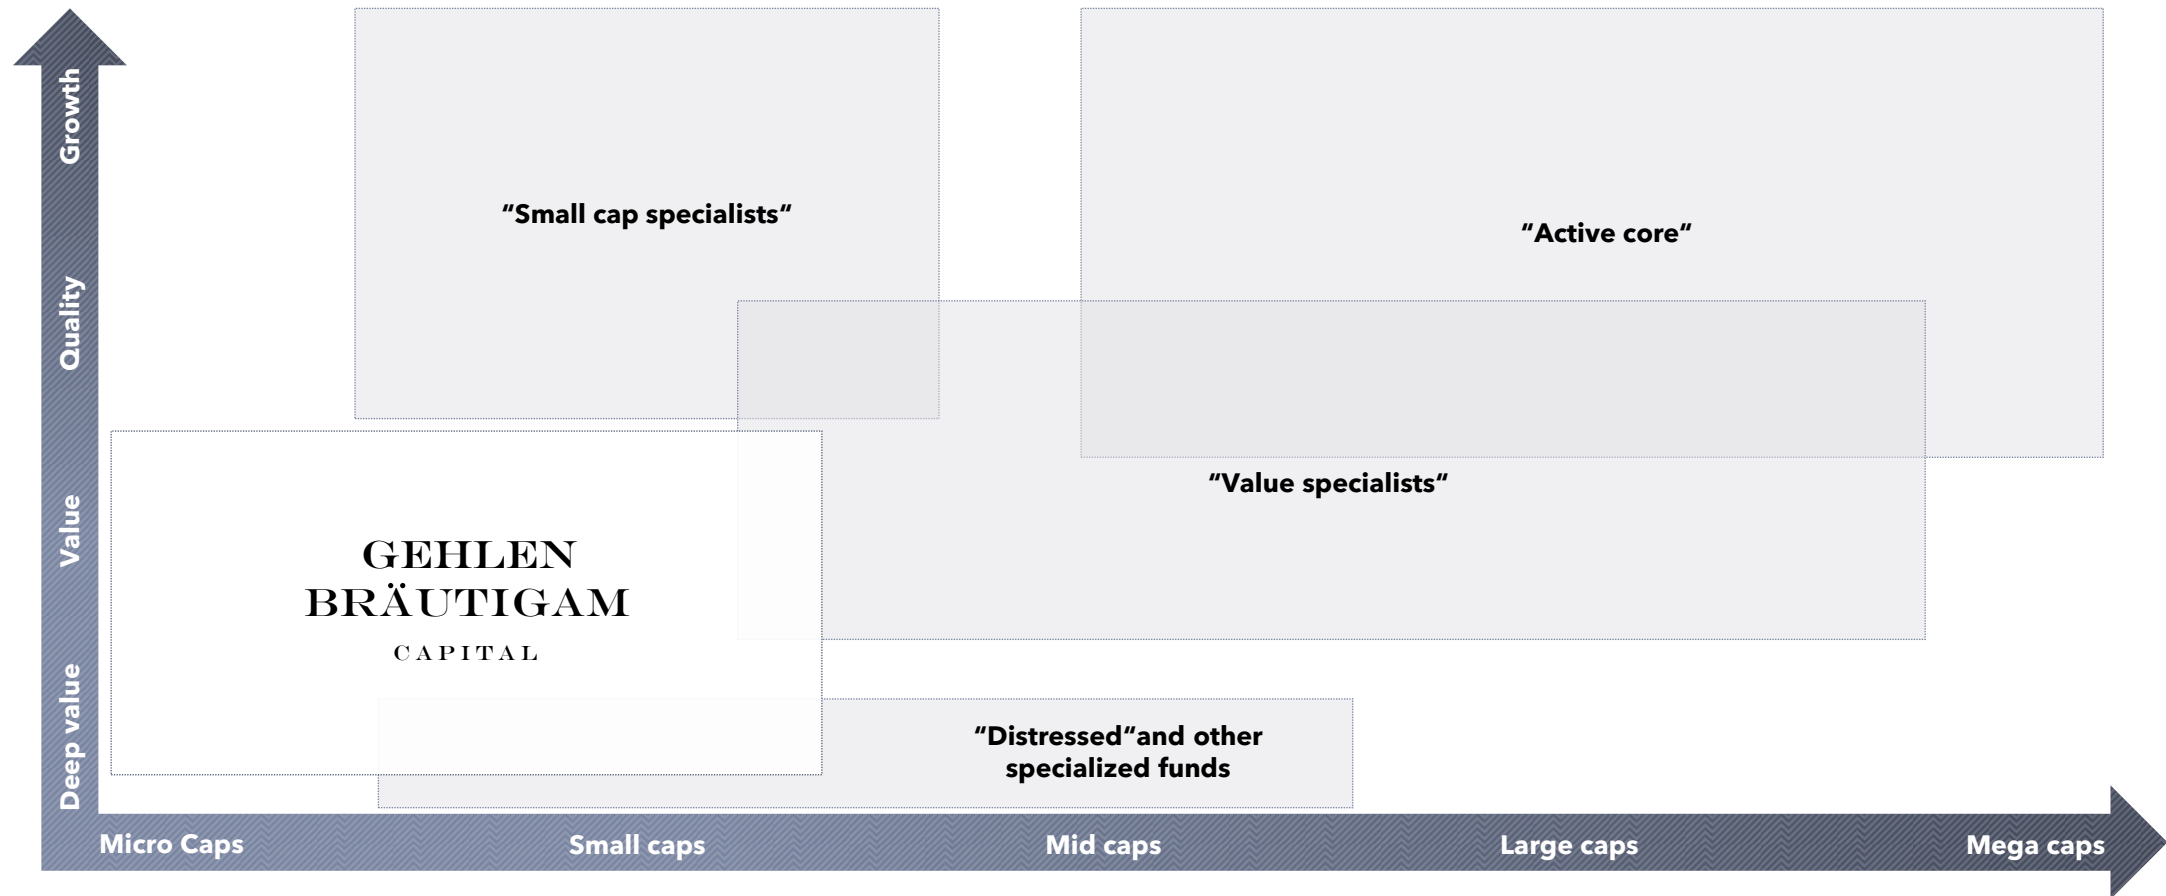 Growth
Quality
Value
Deep value
“Small cap specialists“
“Active core“
“Value specialists“
GEHLEN
BRÄUTIGAM
CAPITAL
“Distressed“and other
specialized funds
Micro Caps
Small caps
Mid caps
Large caps
Mega caps